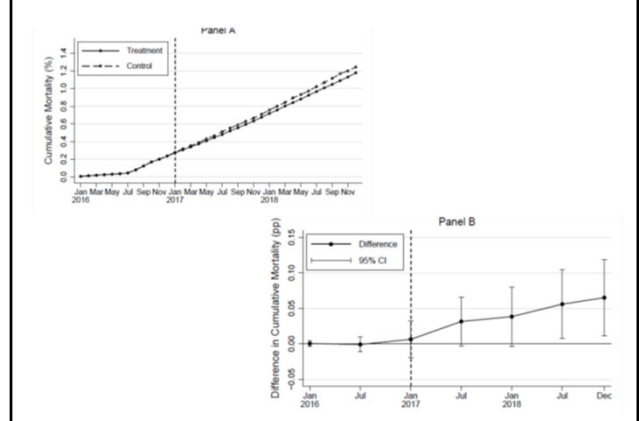 Panel A
Cumulative Mortality (%)
0.0 0.2 0.4 0.6 0.8 1.0 1.2 1.4
Treatment
Control
Jan Mar May Jul Sep Nov Jan Mar May Jul Sep Nov Jan Mar May Jul Sep Nov
2016 2017 2018
Panel B
Difference in Cumulative Mortality (pp)
-0.05 0.00 0.05 0.10 0.15
Difference
95% CI
Jan Jul Jan Jul Jan Jul Dec
2016 2017 2018